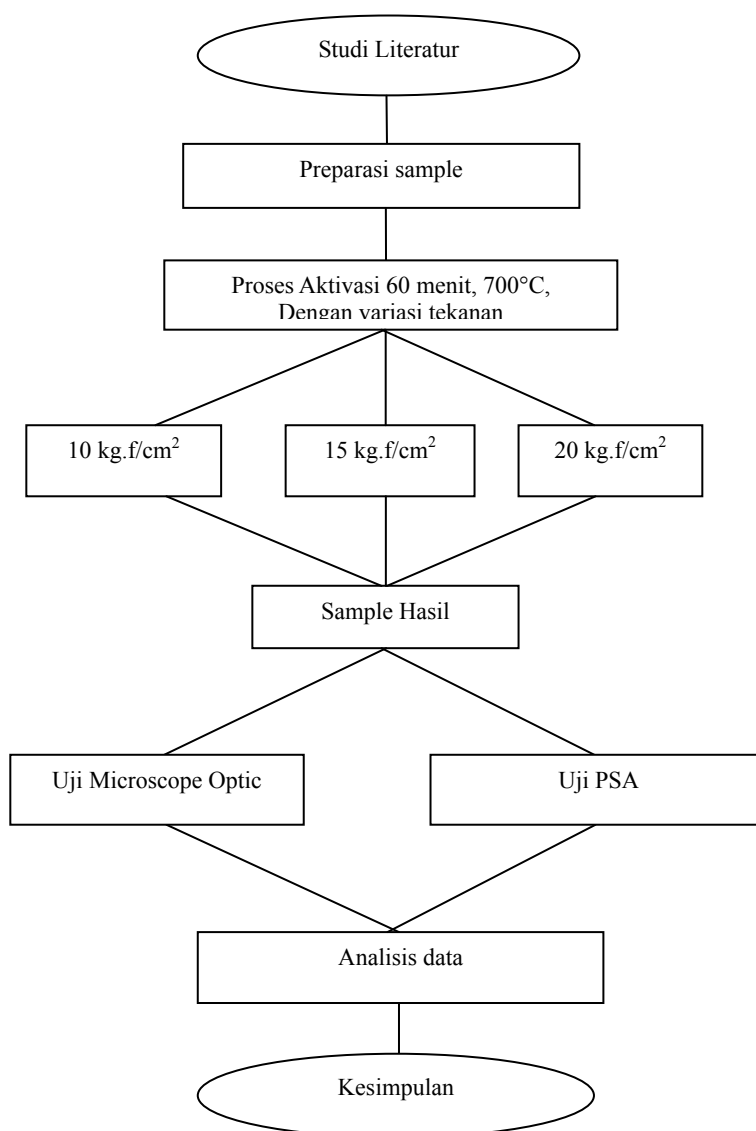 Studi Literatur
Preparasi sample
Proses Aktivasi 60 menit, 700°C,
Dengan variasi tekanan
10 kg.f/cm²
15 kg.f/cm²
20 kg.f/cm²
Sample Hasil
Uji Microscope Optic
Uji PSA
Analisis data
Kesimpulan